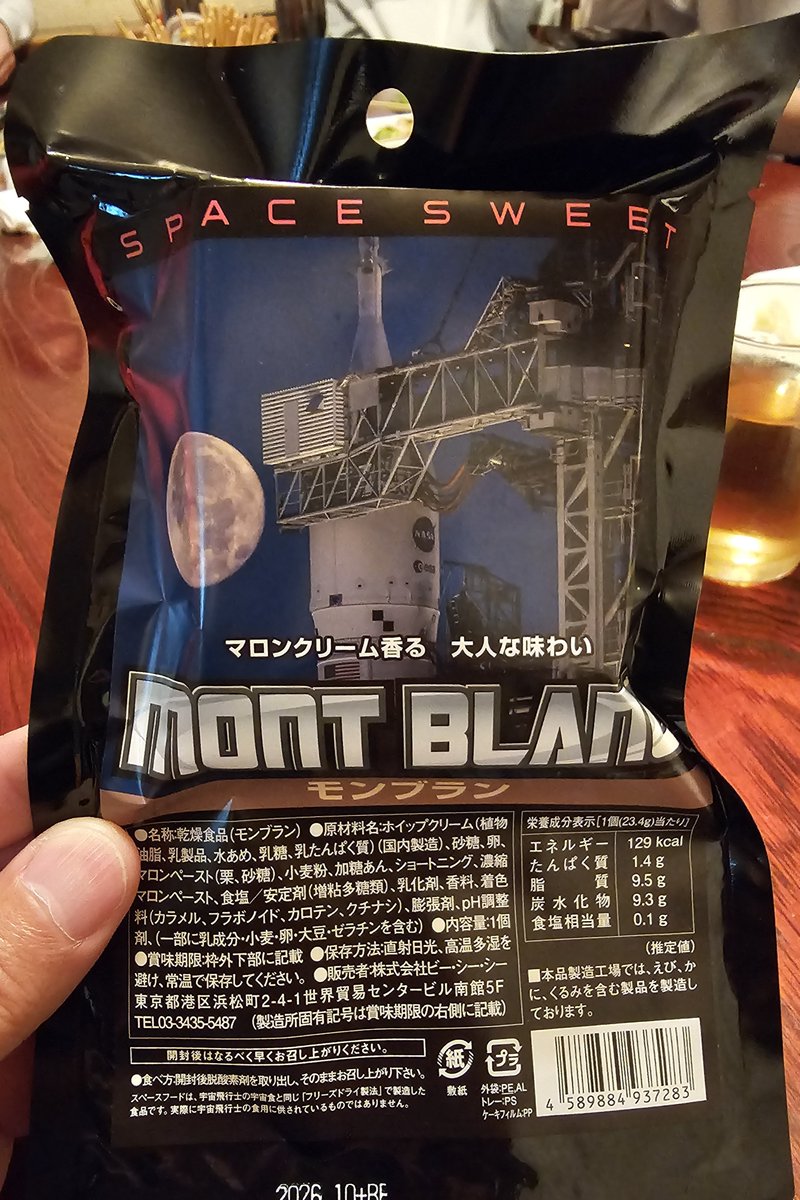 SPACE SWEET
NASA
esa
マロンクリーム香る 大人な味わい
MONT BLAN
モンブラン
●名称:乾燥食品(モンブラン) ●原材料名:ホイップクリーム(植物
油脂、乳製品、水あめ、乳糖、乳たんぱく質)(国内製造)、砂糖、卵、
マロンペースト(栗、砂糖)、小麦粉、加糖あん、ショートニング、濃縮
マロンペースト、食塩/安定剤(増粘多糖類)、乳化剤、香料、着色
料(カラメル、フラボノイド、カロテン、クチナシ)、膨張剤、pH調整
剤、(一部に乳成分・小麦・卵・大豆・ゼラチンを含む) ●内容量:1個
●賞味期限:枠外下部に記載 ●保存方法:直射日光、高温多湿を
避け、常温で保存してください。 ●販売者:株式会社ビー・シー・シー
東京都港区浜松町2-4-1世界貿易センタービル南館5F
TEL03-3435-5487 (製造所固有記号は賞味期限の右側に記載)
栄養成分表示[1個(23.4g)当たり]
エネルギー 129 kcal
たんぱく質 1.4 g
脂質 9.5 g
炭水化物 9.3 g
食塩相当量 0.1 g
(推定値)
■本品製造工場では、えび、か
に、くるみを含む製品を製造し
ております。
開封後はなるべく早くお召し上がりください。
●食べ方:開封後脱酸素剤を取り出し、そのままお召し上がり下さい。
スペースフードは、宇宙飛行士の宇宙食と同じ「フリーズドライ製法」で製造した
食品です。実際に宇宙飛行士の食用に供されているものではありません。
紙
敷紙
プラ
外袋:PE,AL
トレー:PS
ケーキフィルム:PP
4 589884 937283
2026.10+BF